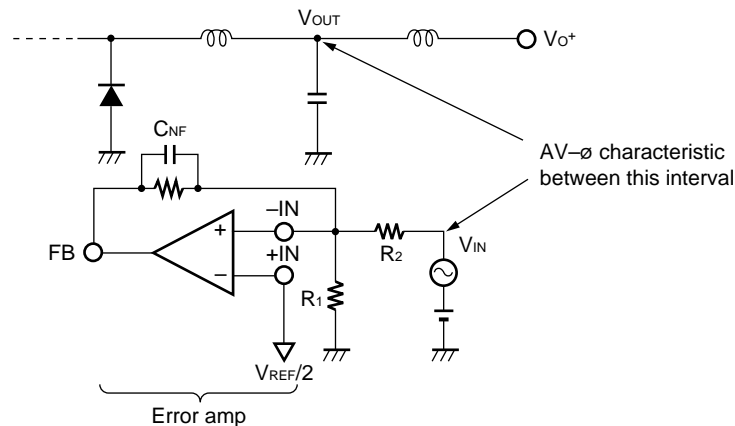 VOUT
VO+
CNF
AV–ø characteristic
between this interval
+
–IN
FB
–
+IN
R2
VIN
R1
VREF/2
Error amp